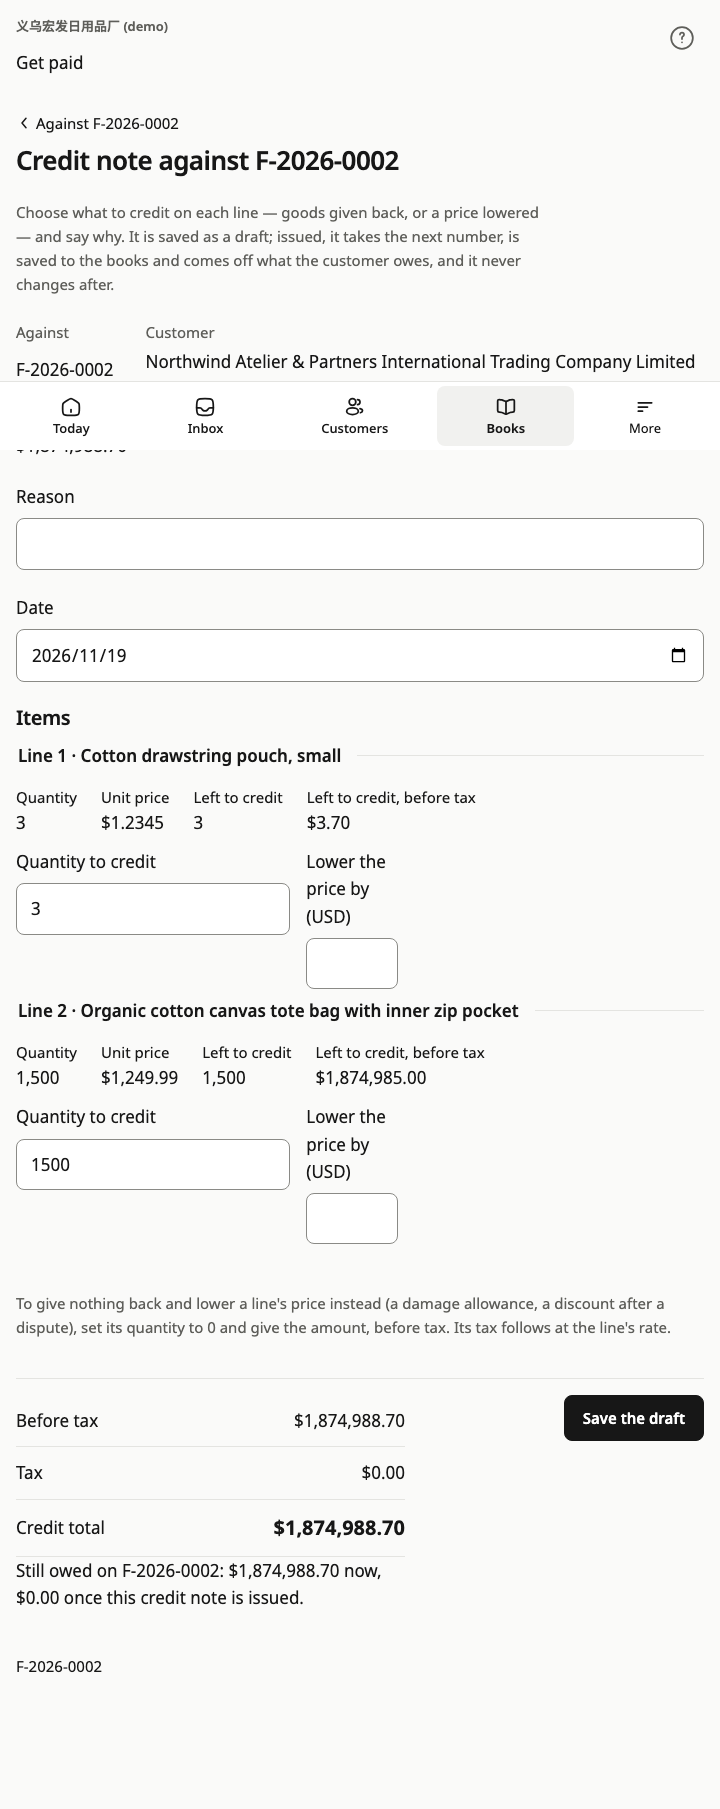 义乌宏发日用品厂 (demo)
Get paid
Against F-2026-0002
Credit note against F-2026-0002
Choose what to credit on each line — goods given back, or a price lowered
— and say why. It is saved as a draft; issued, it takes the next number, is
saved to the books and comes off what the customer owes, and it never
changes after.
Against
Customer
F-2026-0002
Northwind Atelier & Partners International Trading Company Limited
Today
Inbox
Customers
Books
More
Reason
Date
2026/11/19
Items
Line 1 · Cotton drawstring pouch, small
Quantity
Unit price
Left to credit
Left to credit, before tax
3
$1.2345
3
$3.70
Quantity to credit
Lower the
price by
(USD)
3
Line 2 · Organic cotton canvas tote bag with inner zip pocket
Quantity
Unit price
Left to credit
Left to credit, before tax
1,500
$1,249.99
1,500
$1,874,985.00
Quantity to credit
Lower the
price by
(USD)
1500
To give nothing back and lower a line's price instead (a damage allowance, a discount after a
dispute), set its quantity to 0 and give the amount, before tax. Its tax follows at the line's rate.
Before tax
$1,874,988.70
Save the draft
Tax
$0.00
Credit total
$1,874,988.70
Still owed on F-2026-0002: $1,874,988.70 now,
$0.00 once this credit note is issued.
F-2026-0002